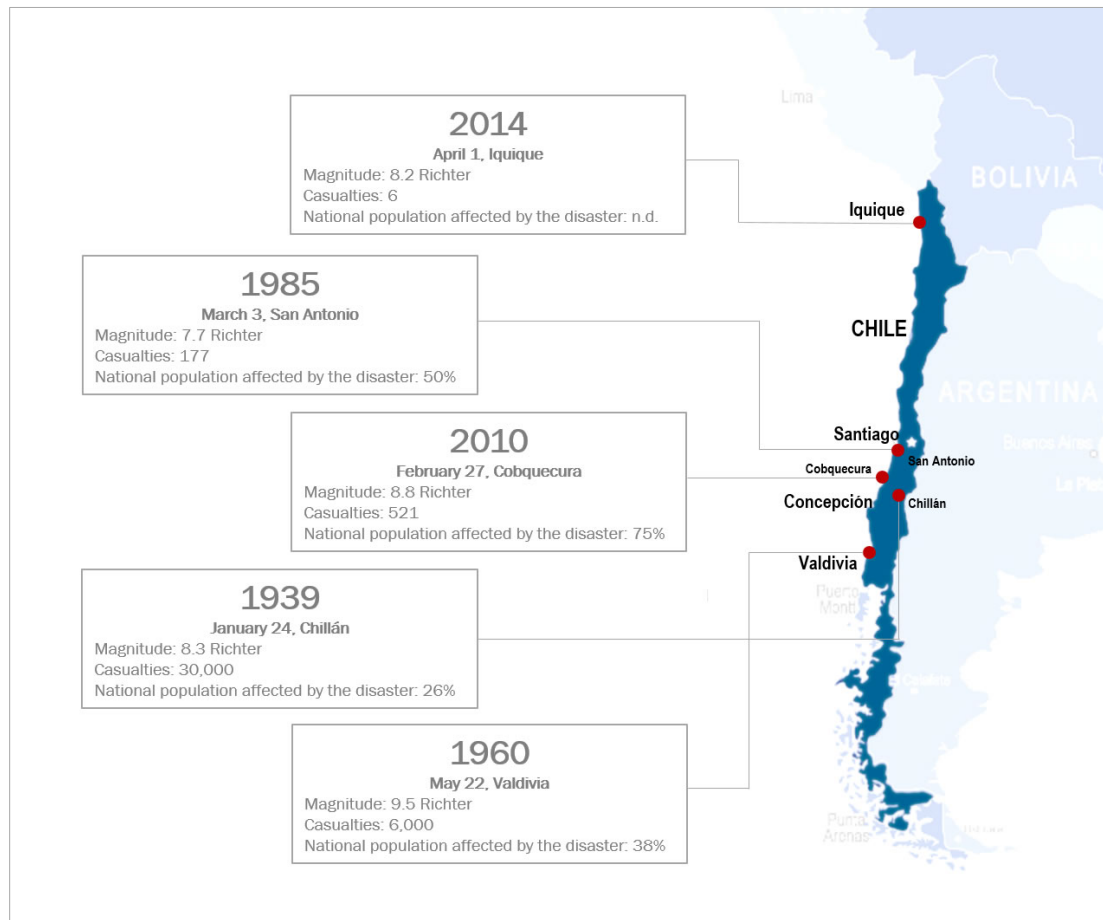 2014
April 1, Iquique
Magnitude: 8.2 Richter
Casualties: 6
National population affected by the disaster: n.d.
1985
March 3, San Antonio
Magnitude: 7.7 Richter
Casualties: 177
National population affected by the disaster: 50%
2010
February 27, Cobquecura
Magnitude: 8.8 Richter
Casualties: 521
National population affected by the disaster: 75%
1939
January 24, Chillán
Magnitude: 8.3 Richter
Casualties: 30,000
National population affected by the disaster: 26%
1960
May 22, Valdivia
Magnitude: 9.5 Richter
Casualties: 6,000
National population affected by the disaster: 38%
Lima
BOLIVIA
Iquique
CHILE
ARGENTINA
Santiago
Buenos Aires
San Antonio
Cobquecura
La Plat
Concepción
Chillán
Valdivia
Puerto
Montt
El Calafate
Punta
Arenas